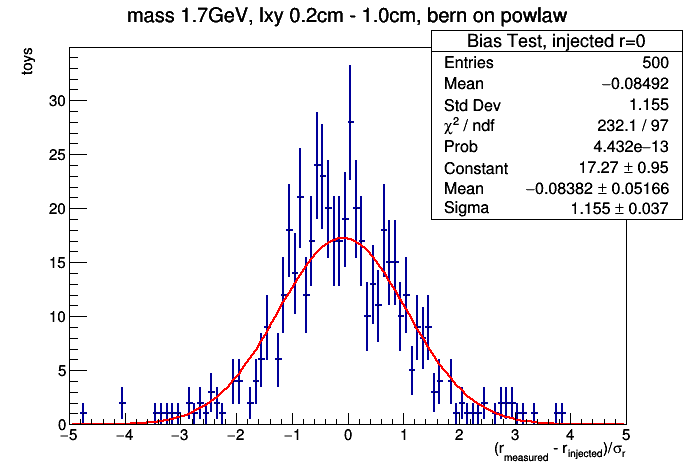 mass 1.7GeV, lxy 0.2cm - 1.0cm, bern on powlaw
Bias Test, injected r=0
Entries 500
Mean −0.08492
Std Dev 1.155
χ² / ndf 232.1 / 97
Prob 4.432e−13
Constant 17.27 ± 0.95
Mean −0.08382 ± 0.05166
Sigma 1.155 ± 0.037
toys
30
25
20
15
10
5
0
−5 −4 −3 −2 −1 0 1 2 3 4 5
(r_measured - r_injected)/σ_r